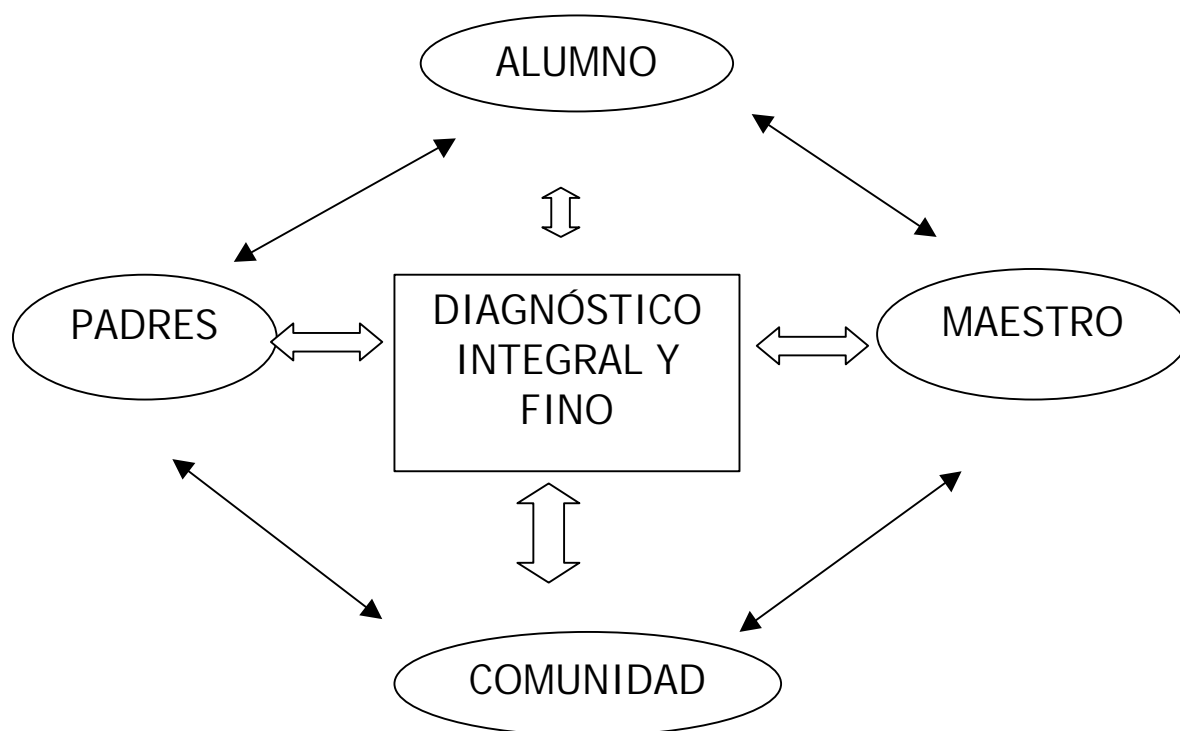 ALUMNO
PADRES
DIAGNÓSTICO
INTEGRAL Y
FINO
MAESTRO
COMUNIDAD